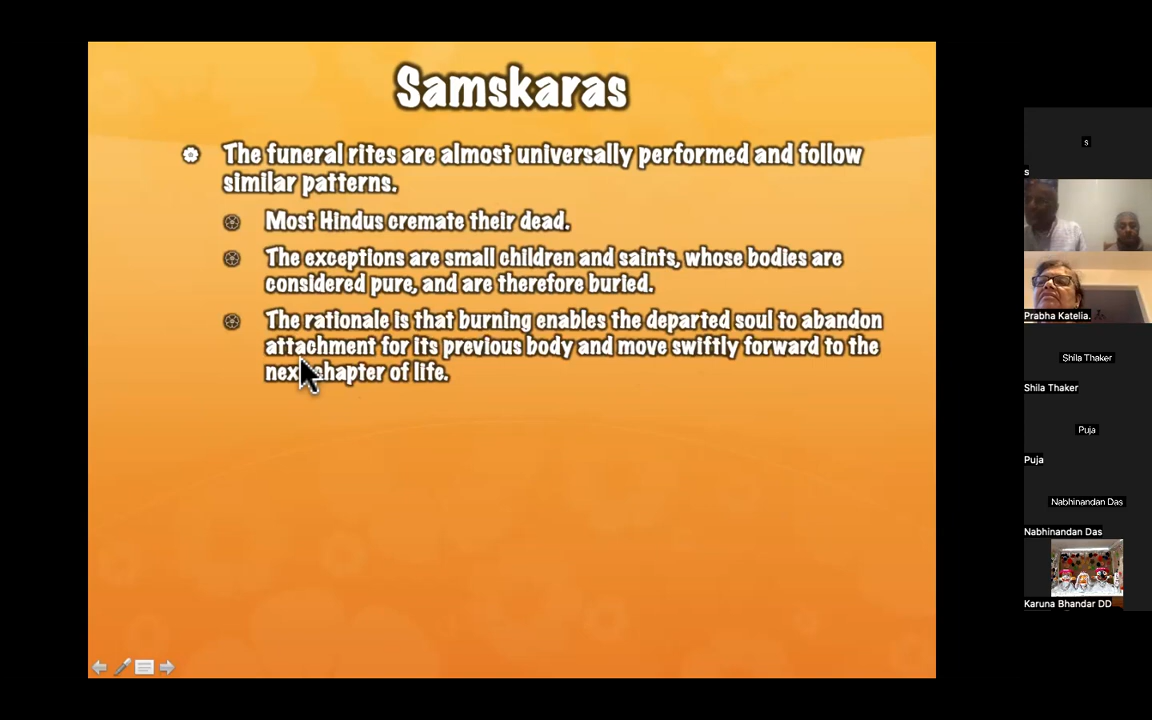 Samskaras
The funeral rites are almost universally performed and follow
similar patterns.
Most Hindus cremate their dead.
The exceptions are small children and saints, whose bodies are
considered pure, and are therefore buried.
The rationale is that burning enables the departed soul to abandon
attachment for its previous body and move swiftly forward to the
next chapter of life.
s
s
Prabha Katelia.
Shila Thaker
Shila Thaker
Puja
Puja
Nabhinandan Das
Nabhinandan Das
Karuna Bhandar DD